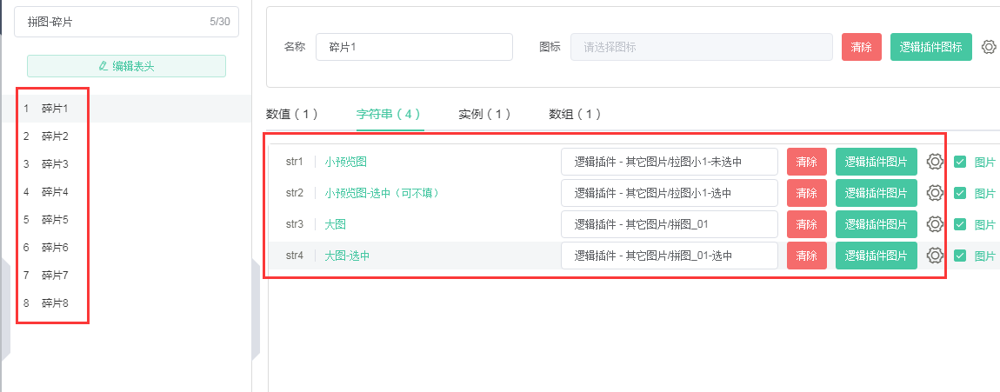 拼图-碎片 5/30
编辑表头
1 碎片1
2 碎片2
3 碎片3
4 碎片4
5 碎片5
6 碎片6
7 碎片7
8 碎片8
名称 碎片1 图标 请选择图标 清除 逻辑插件图标
数值（1） 字符串（4） 实例（1） 数组（1）
str1 小预览图 逻辑插件 - 其它图片/拉图小1-未选中 清除 逻辑插件图片 图片
str2 小预览图-选中（可不填） 逻辑插件 - 其它图片/拉图小1-选中 清除 逻辑插件图片 图片
str3 大图 逻辑插件 - 其它图片/拼图_01 清除 逻辑插件图片 图片
str4 大图-选中 逻辑插件 - 其它图片/拼图_01-选中 清除 逻辑插件图片 图片